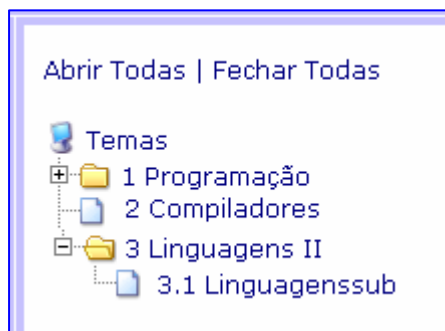 Abrir Todas | Fechar Todas
Temas
1 Programação
2 Compiladores
3 Linguagens II
3.1 Linguagenssub